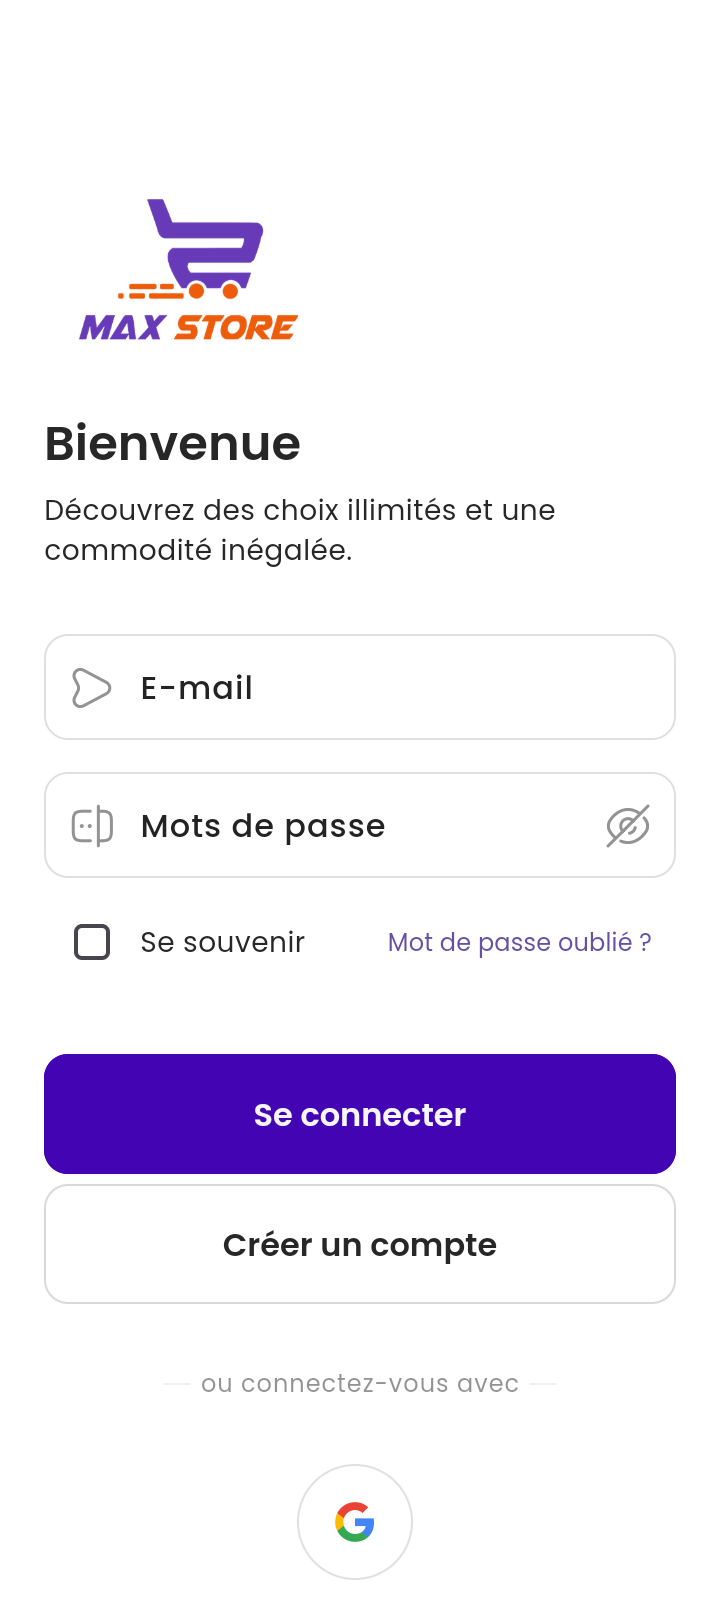 MAX STORE
Bienvenue
Découvrez des choix illimités et une
commodité inégalée.
E-mail
Mots de passe
Se souvenir
Mot de passe oublié ?
Se connecter
Créer un compte
ou connectez-vous avec